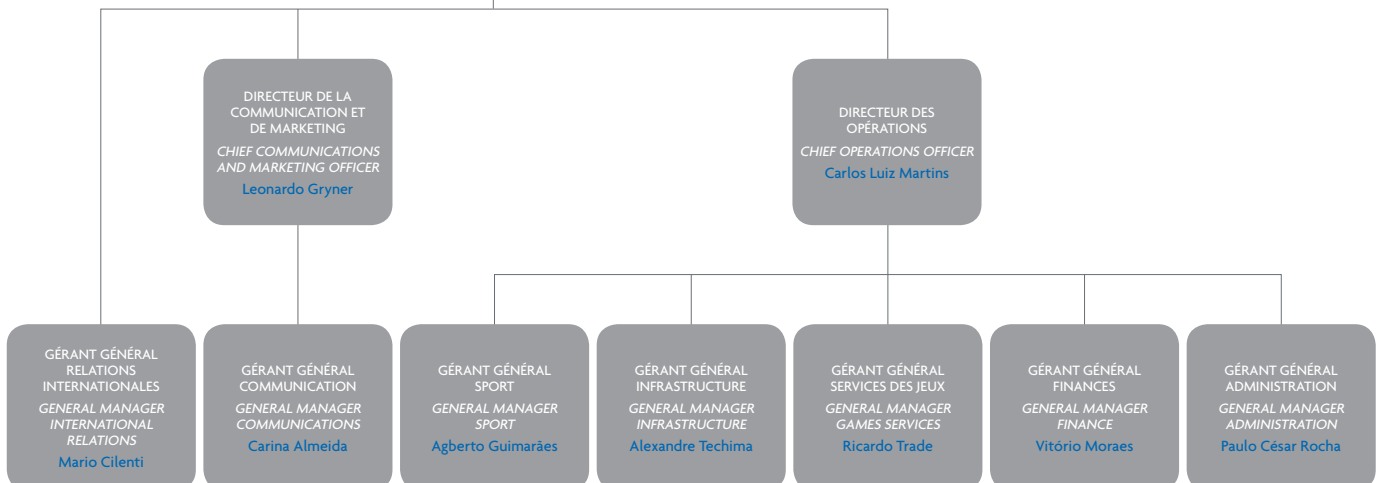 DIRECTEUR DE LA
COMMUNICATION ET
DE MARKETING
CHIEF COMMUNICATIONS
AND MARKETING OFFICER
Leonardo Gryner
DIRECTEUR DES
OPÉRATIONS
CHIEF OPERATIONS OFFICER
Carlos Luiz Martins
GÉRANT GÉNÉRAL
RELATIONS
INTERNATIONALES
GENERAL MANAGER
INTERNATIONAL
RELATIONS
Mario Cilenti
GÉRANT GÉNÉRAL
COMMUNICATION
GENERAL MANAGER
COMMUNICATIONS
Carina Almeida
GÉRANT GÉNÉRAL
SPORT
GENERAL MANAGER
SPORT
Agberto Guimarães
GÉRANT GÉNÉRAL
INFRASTRUCTURE
GENERAL MANAGER
INFRASTRUCTURE
Alexandre Techima
GÉRANT GÉNÉRAL
SERVICES DES JEUX
GENERAL MANAGER
GAMES SERVICES
Ricardo Trade
GÉRANT GÉNÉRAL
FINANCES
GENERAL MANAGER
FINANCE
Vitório Moraes
GÉRANT GÉNÉRAL
ADMINISTRATION
GENERAL MANAGER
ADMINISTRATION
Paulo César Rocha